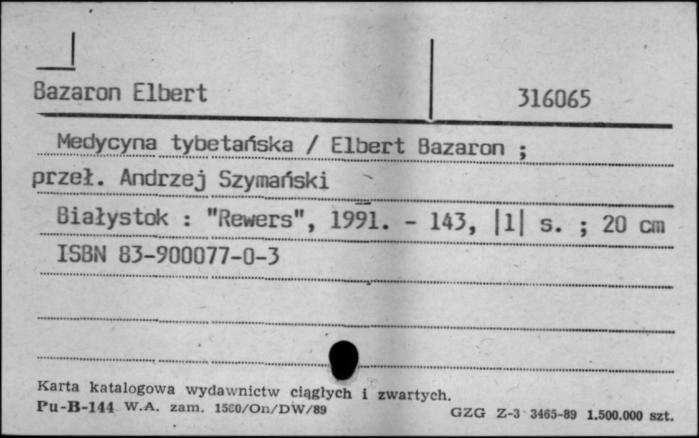 Bazaron Elbert
316065
Medycyna tybetańska / Elbert Bazaron ;
przeł. Andrzej Szymański
Białystok : "Rewers", 1991. - 143, |1| s. ; 20 cm
ISBN 83-900077-0-3
Karta katalogowa wydawnictw ciągłych i zwartych.
Pu-B-144 W.A. zam. 1560/On/DW/89
GZG Z-3 3465-89 1.500.000 szt.